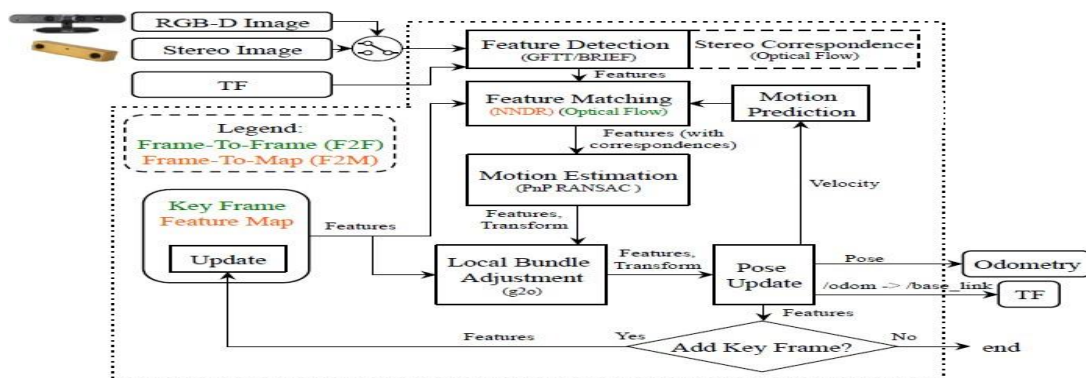 RGB-D Image
Stereo Image
TF
Feature Detection
(GFTT/BRIEF)
Stereo Correspondence
(Optical Flow)
Features
Feature Matching
(NNDR) (Optical Flow)
Motion
Prediction
Legend:
Frame-To-Frame (F2F)
Frame-To-Map (F2M)
Features (with
correspondences)
Motion Estimation
(PnP RANSAC )
Velocity
Key Frame
Feature Map
Update
Features
Features,
Transform
Local Bundle
Adjustment
(g2o)
Features,
Transform
Pose
Update
Pose
Odometry
/odom -> /base_link
TF
Features
Features
Yes
Add Key Frame?
No
end